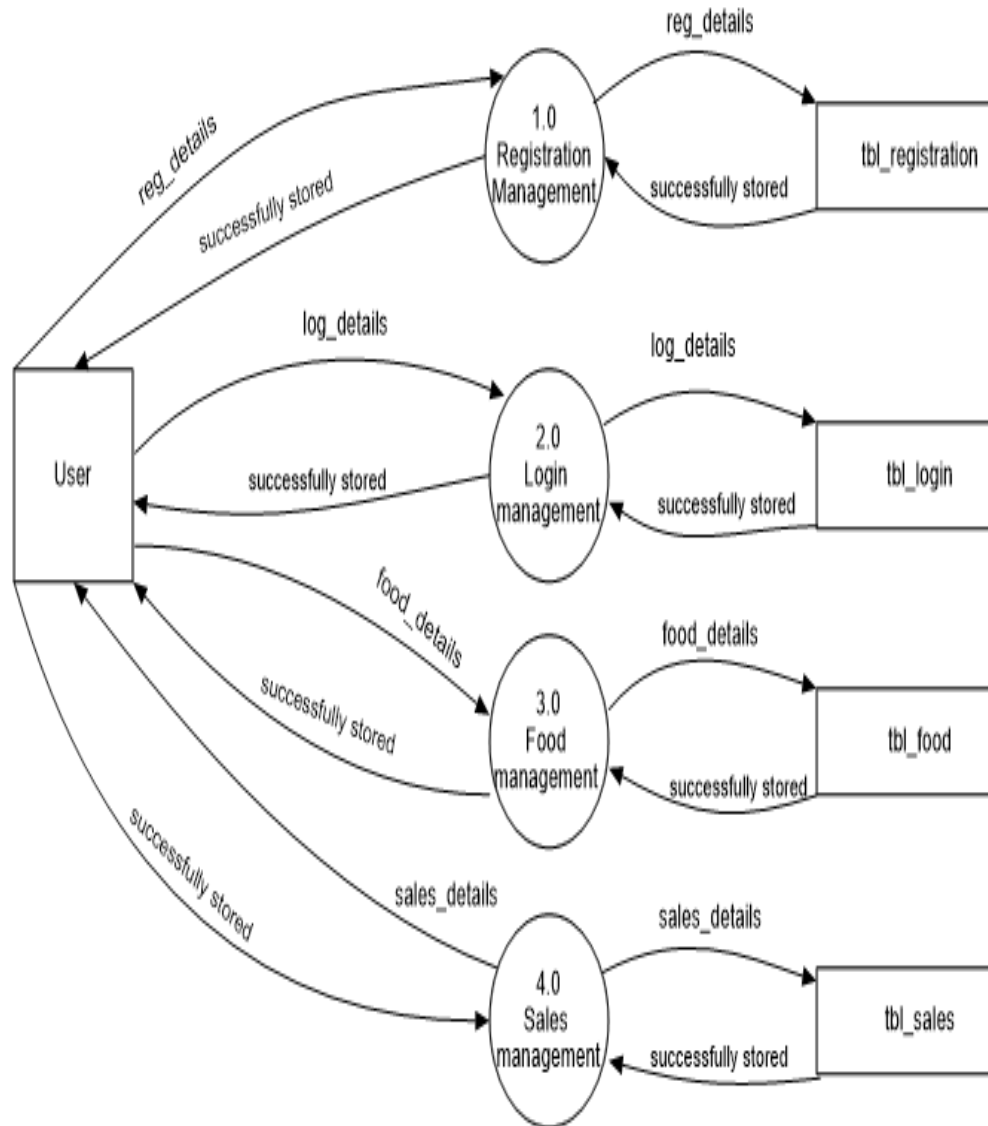 reg_details
1.0
Registration
Management
tbl_registration
reg_details
successfully stored
successfully stored
log_details
log_details
User
2.0
Login
management
tbl_login
successfully stored
successfully stored
food_details
food_details
3.0
Food
management
tbl_food
successfully stored
successfully stored
successfully stored
sales_details
sales_details
4.0
Sales
management
tbl_sales
successfully stored